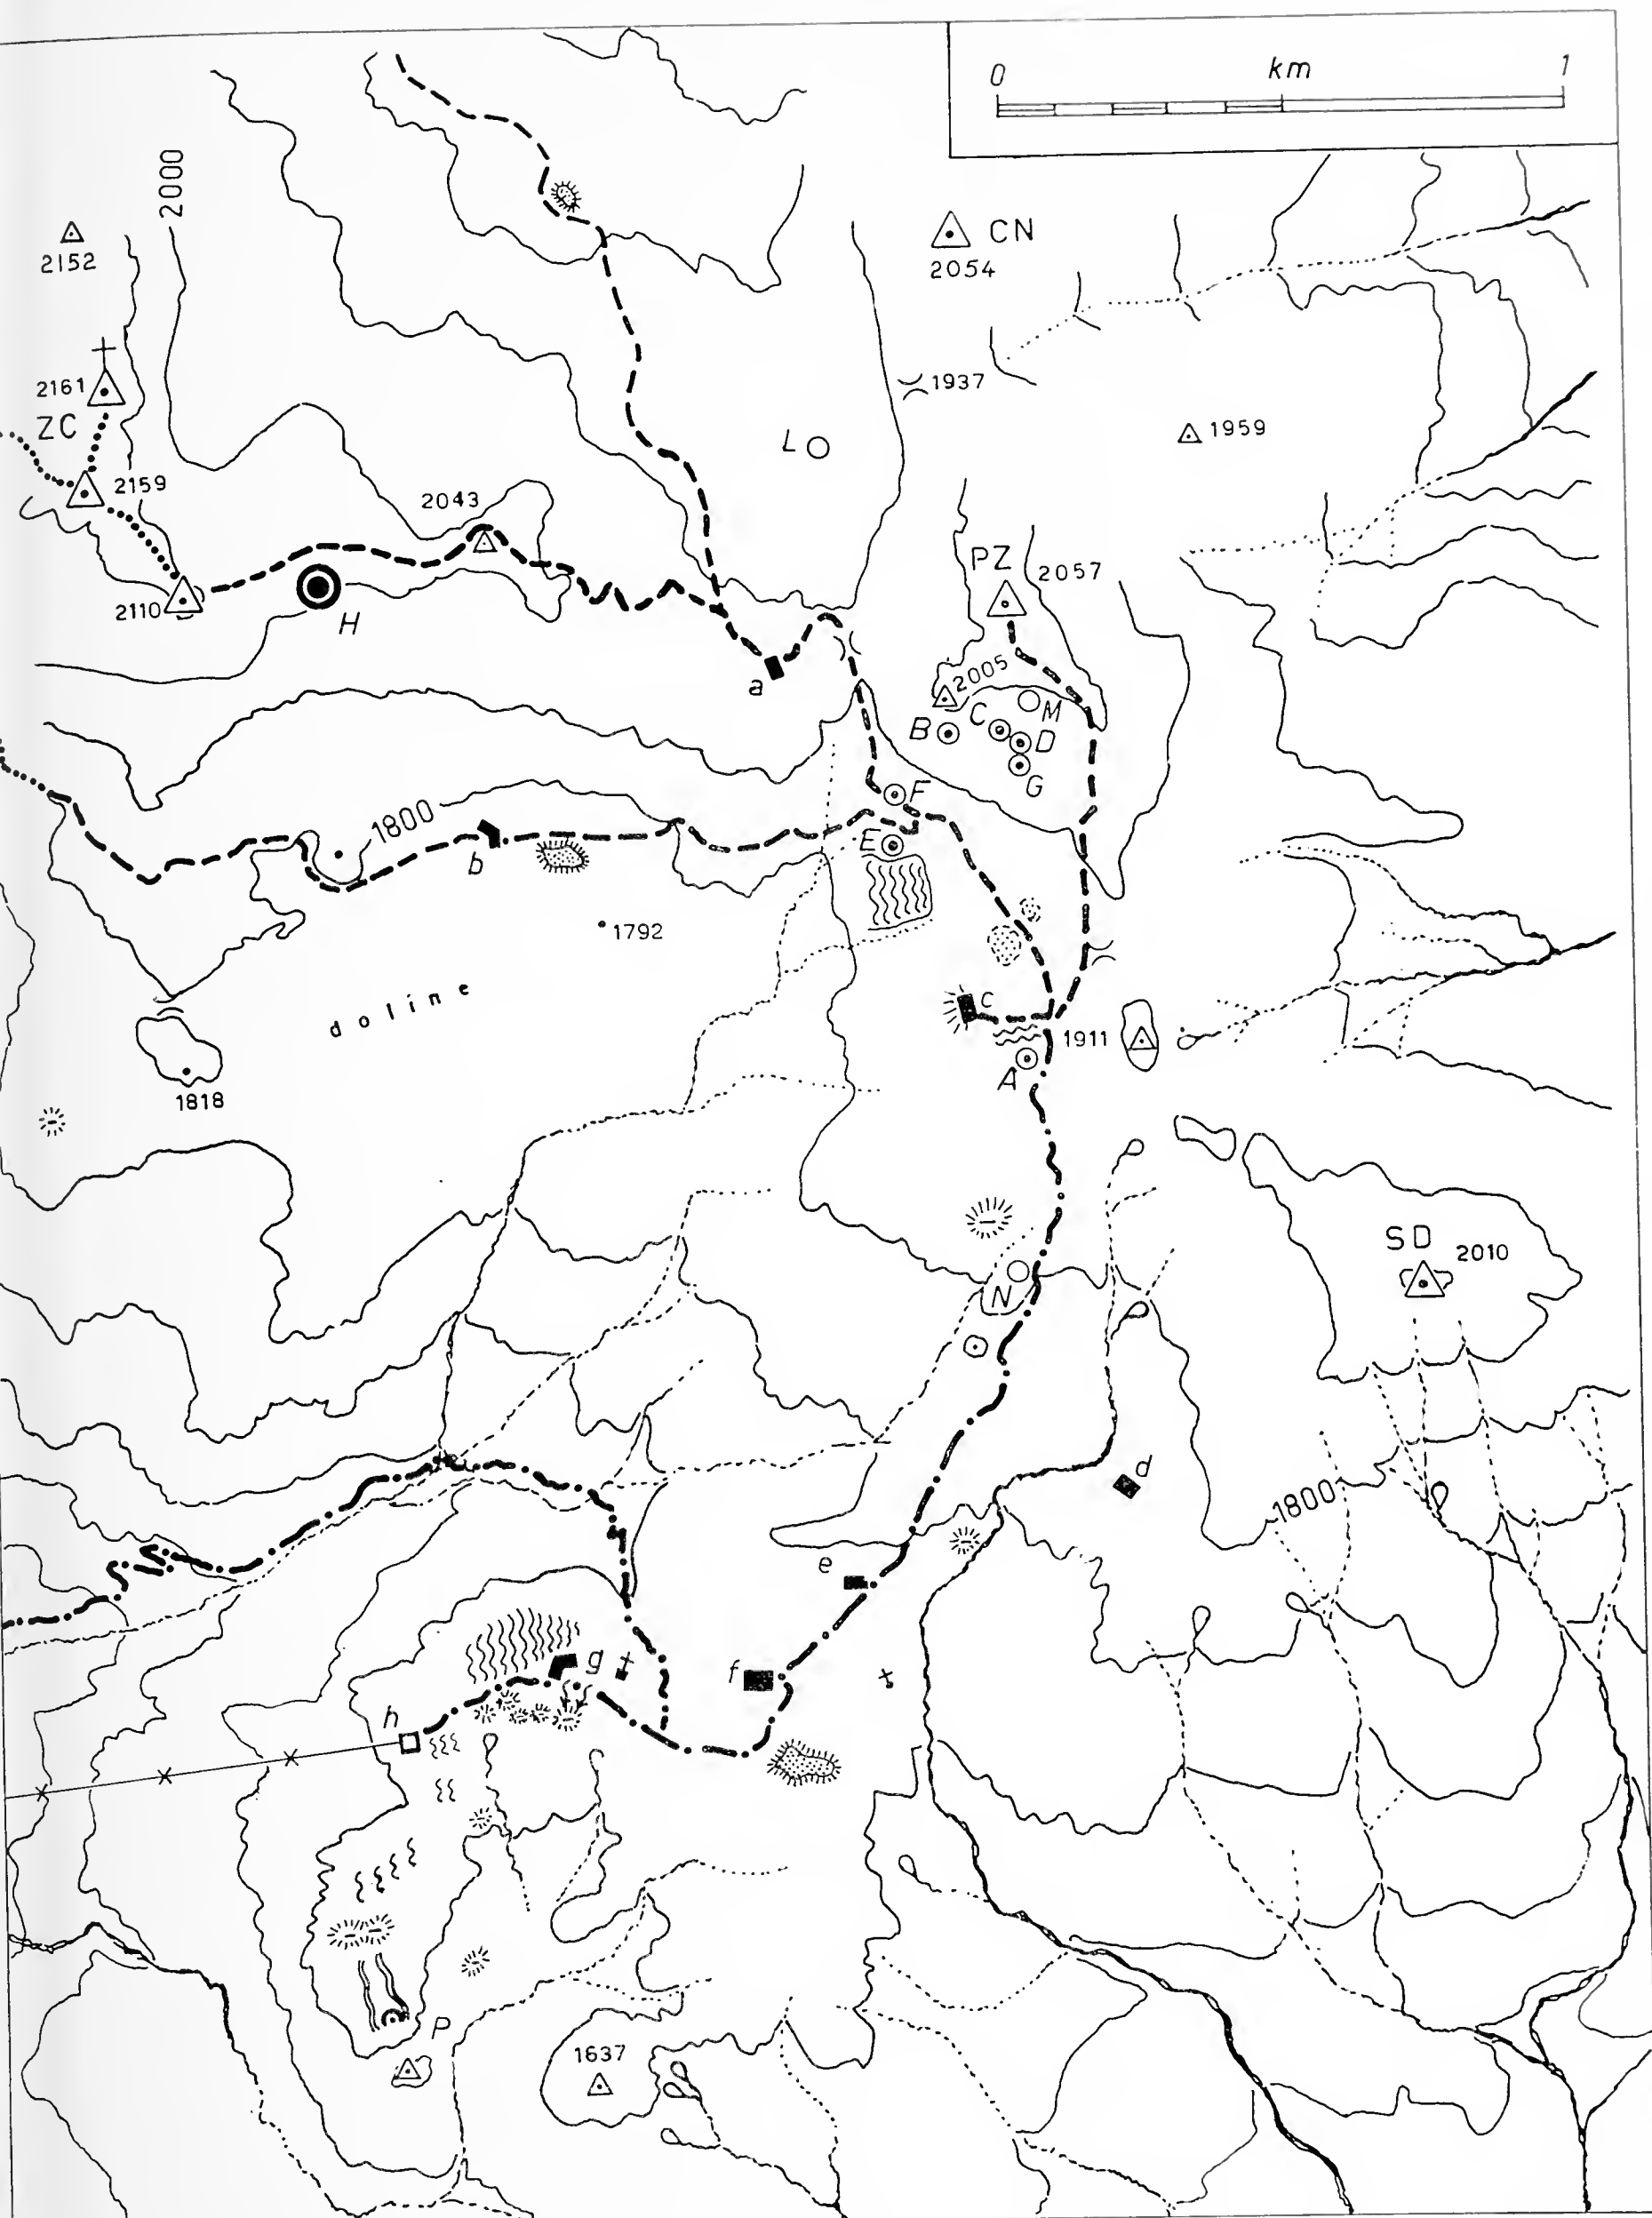 0 km 1
2000
CN
2054
2152
2161
ZC
1937
1959
L
2159
2043
PZ
2057
2110
H
2005
a
M
B
C
D
G
F
1800
E
b
1792
doline
c
1911
A
1818
SD
2010
N
d
1800
e
g
f
h
P
1637